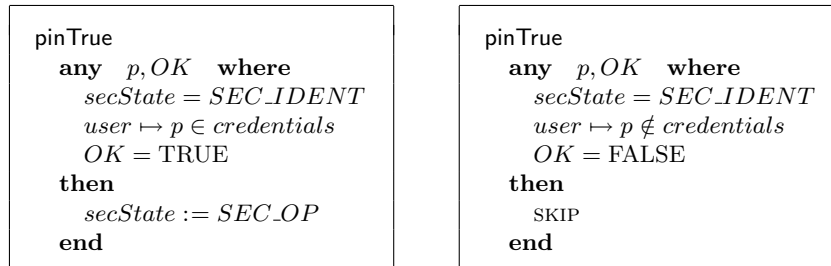 pinTrue
any p, OK where
secState = SEC_IDENT
user ↦ p ∈ credentials
OK = TRUE
then
secState := SEC_OP
end
pinTrue
any p, OK where
secState = SEC_IDENT
user ↦ p ∉ credentials
OK = FALSE
then
SKIP
end